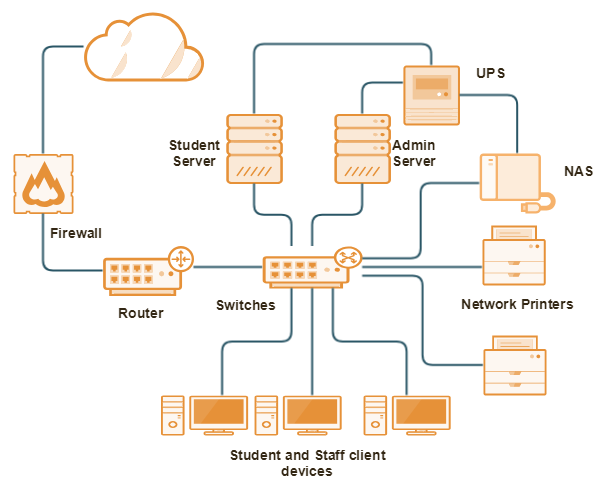 UPS
Student
Server
Admin
Server
NAS
Firewall
Router
Switches
Network Printers
Student and Staff client
devices